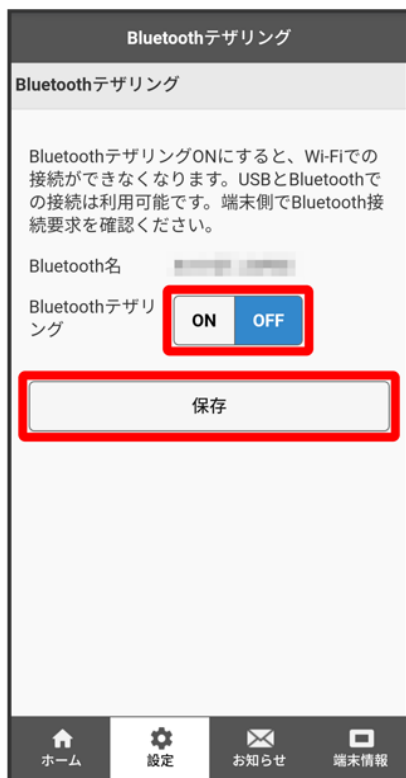 Bluetoothテザリング
Bluetoothテザリング
BluetoothテザリングONにすると、Wi-Fiでの
接続ができなくなります。USBとBluetoothで
の接続は利用可能です。端末側でBluetooth接
続要求を確認ください。
Bluetooth名
Bluetoothテザリ
ング
ON OFF
保存
ホーム 設定 お知らせ 端末情報